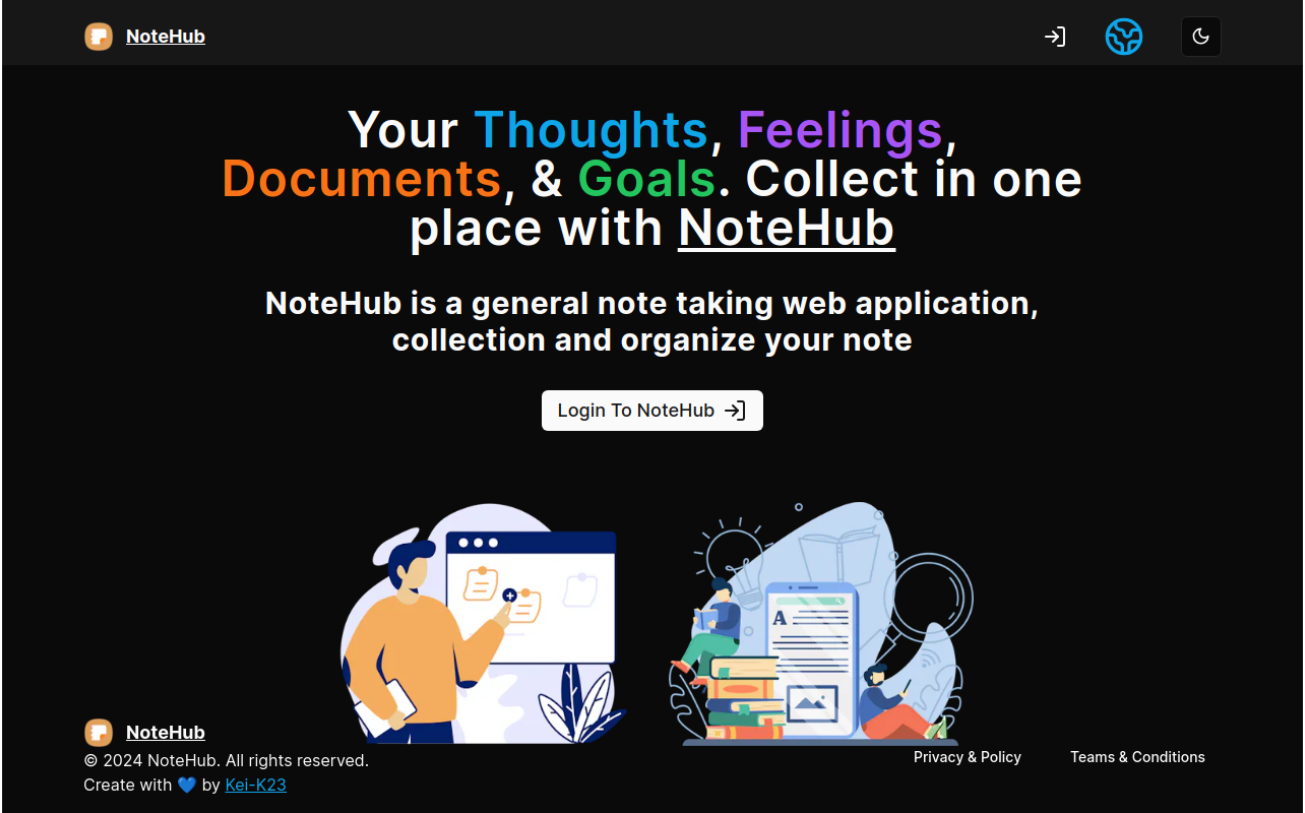 NoteHub
Your Thoughts, Feelings,
Documents, & Goals. Collect in one
place with NoteHub
NoteHub is a general note taking web application,
collection and organize your note
Login To NoteHub
A
NoteHub
© 2024 NoteHub. All rights reserved.
Create with 💙 by Kei-K23
Privacy & Policy
Teams & Conditions